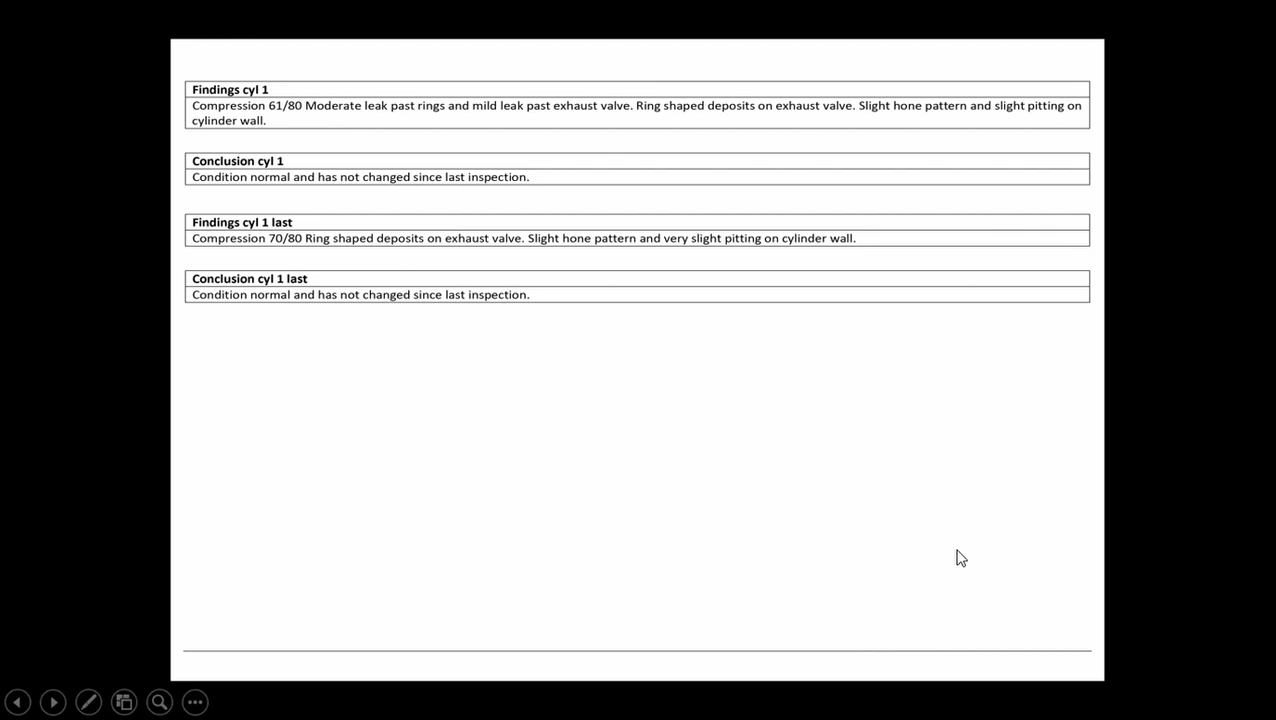 Findings cyl 1
Compression 61/80 Moderate leak past rings and mild leak past exhaust valve. Ring shaped deposits on exhaust valve. Slight hone pattern and slight pitting on
cylinder wall.
Conclusion cyl 1
Condition normal and has not changed since last inspection.
Findings cyl 1 last
Compression 70/80 Ring shaped deposits on exhaust valve. Slight hone pattern and very slight pitting on cylinder wall.
Conclusion cyl 1 last
Condition normal and has not changed since last inspection.